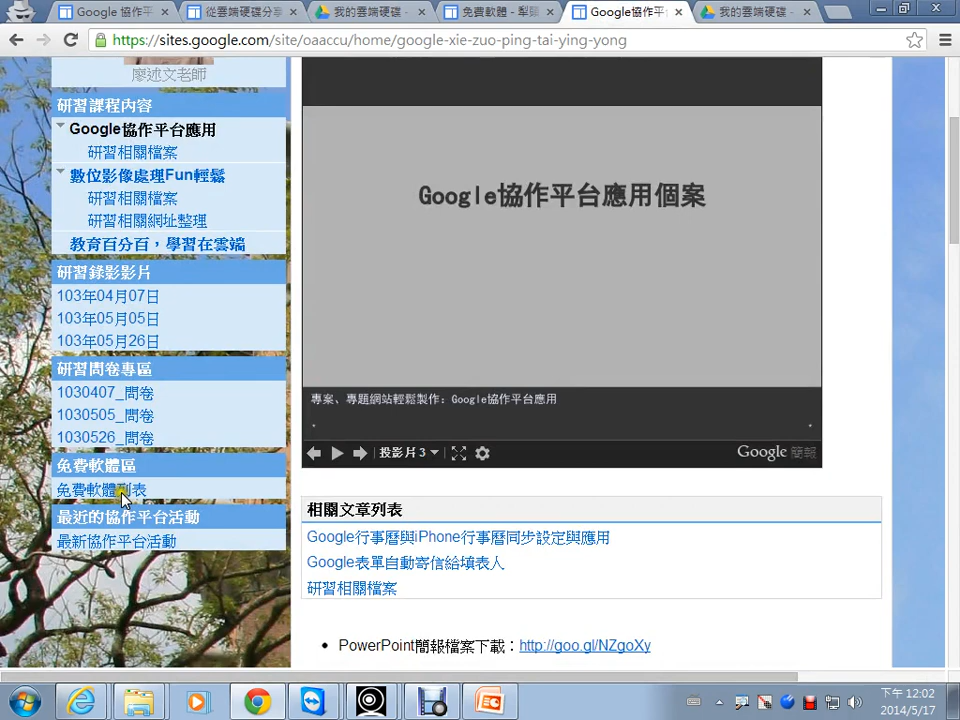 Google 協作平
從雲端硬碟分享
我的雲端硬碟 -
免費軟體 - 犁
Google協作平台
我的雲端硬碟 -
https://sites.google.com/site/oaaccu/home/google-xie-zuo-ping-tai-ying-yong
廖述文老師
研習課程內容
Google協作平台應用
研習相關檔案
數位影像處理Fun輕鬆
研習相關檔案
研習相關網址整理
教育百分百，學習在雲端
研習錄影影片
103年04月07日
103年05月05日
103年05月26日
研習問卷專區
1030407_問卷
1030505_問卷
1030526_問卷
免費軟體區
免費軟體列表
最近的協作平台活動
最新協作平台活動
Google協作平台應用個案
專案、專題網站輕鬆製作: Google協作平台應用
投影片 3
Google 簡報
相關文章列表
Google行事曆與iPhone行事曆同步設定與應用
Google表單自動寄信給填表人
研習相關檔案
PowerPoint簡報檔案下載：http://goo.gl/NZgoXy
下午 12:02
2014/5/17